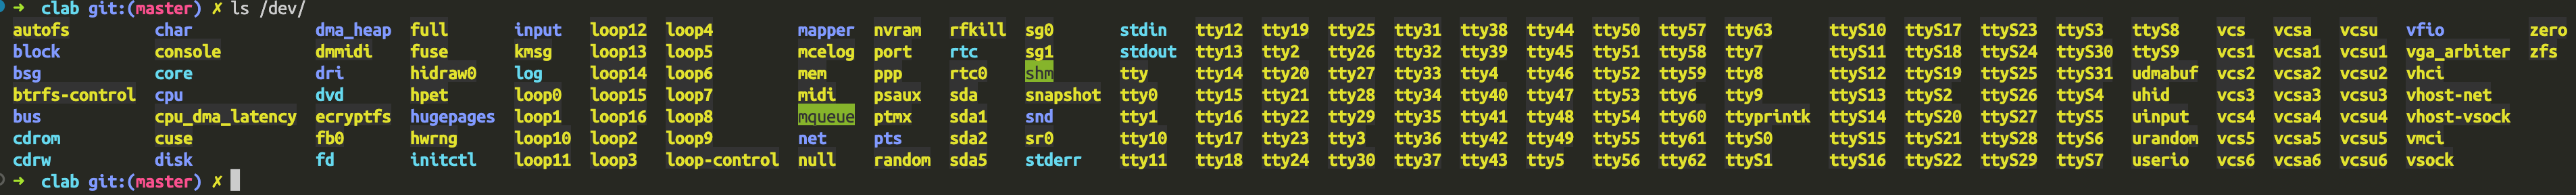 ➜ clab git:(master) ✗ ls /dev/
autofs char dma_heap full input loop12 loop4 mapper nvram rfkill sg0 stdin tty12 tty19 tty25 tty31 tty38 tty44 tty50 tty57 tty63 ttyS10 ttyS17 ttyS23 ttyS3 ttyS8 vcs vcsa vcsu vfio zero
block console dmmidi fuse kmsg loop13 loop5 mcelog port rtc sg1 stdout tty13 tty2 tty26 tty32 tty39 tty45 tty51 tty58 tty7 ttyS11 ttyS18 ttyS24 ttyS30 ttyS9 vcs1 vcsa1 vcsu1 vga_arbiter zfs
bsg core dri hidraw0 log loop14 loop6 mem ppp rtc0 shm tty tty14 tty20 tty27 tty33 tty4 tty46 tty52 tty59 tty8 ttyS12 ttyS19 ttyS25 ttyS31 udmabuf vcs2 vcsa2 vcsu2 vhci
btrfs-control cpu dvd hpet loop0 loop15 loop7 midi psaux sda snapshot tty0 tty15 tty21 tty28 tty34 tty40 tty47 tty53 tty6 tty9 ttyS13 ttyS2 ttyS26 ttyS4 uhid vcs3 vcsa3 vcsu3 vhost-net
bus cpu_dma_latency ecryptfs hugepages loop1 loop16 loop8 mqueue ptmx sda1 snd tty1 tty16 tty22 tty29 tty35 tty41 tty48 tty54 tty60 ttyprintk ttyS14 ttyS20 ttyS27 ttyS5 uinput vcs4 vcsa4 vcsu4 vhost-vsock
cdrom cuse fb0 hwrng loop10 loop2 loop9 net pts sda2 sr0 tty10 tty17 tty23 tty3 tty36 tty42 tty49 tty55 tty61 ttyS0 ttyS15 ttyS21 ttyS28 ttyS6 urandom vcs5 vcsa5 vcsu5 vmci
cdrw disk fd initctl loop11 loop3 loop-control null random sda5 stderr tty11 tty18 tty24 tty30 tty37 tty43 tty5 tty56 tty62 ttyS1 ttyS16 ttyS22 ttyS29 ttyS7 userio vcs6 vcsa6 vcsu6 vsock
➜ clab git:(master) ✗